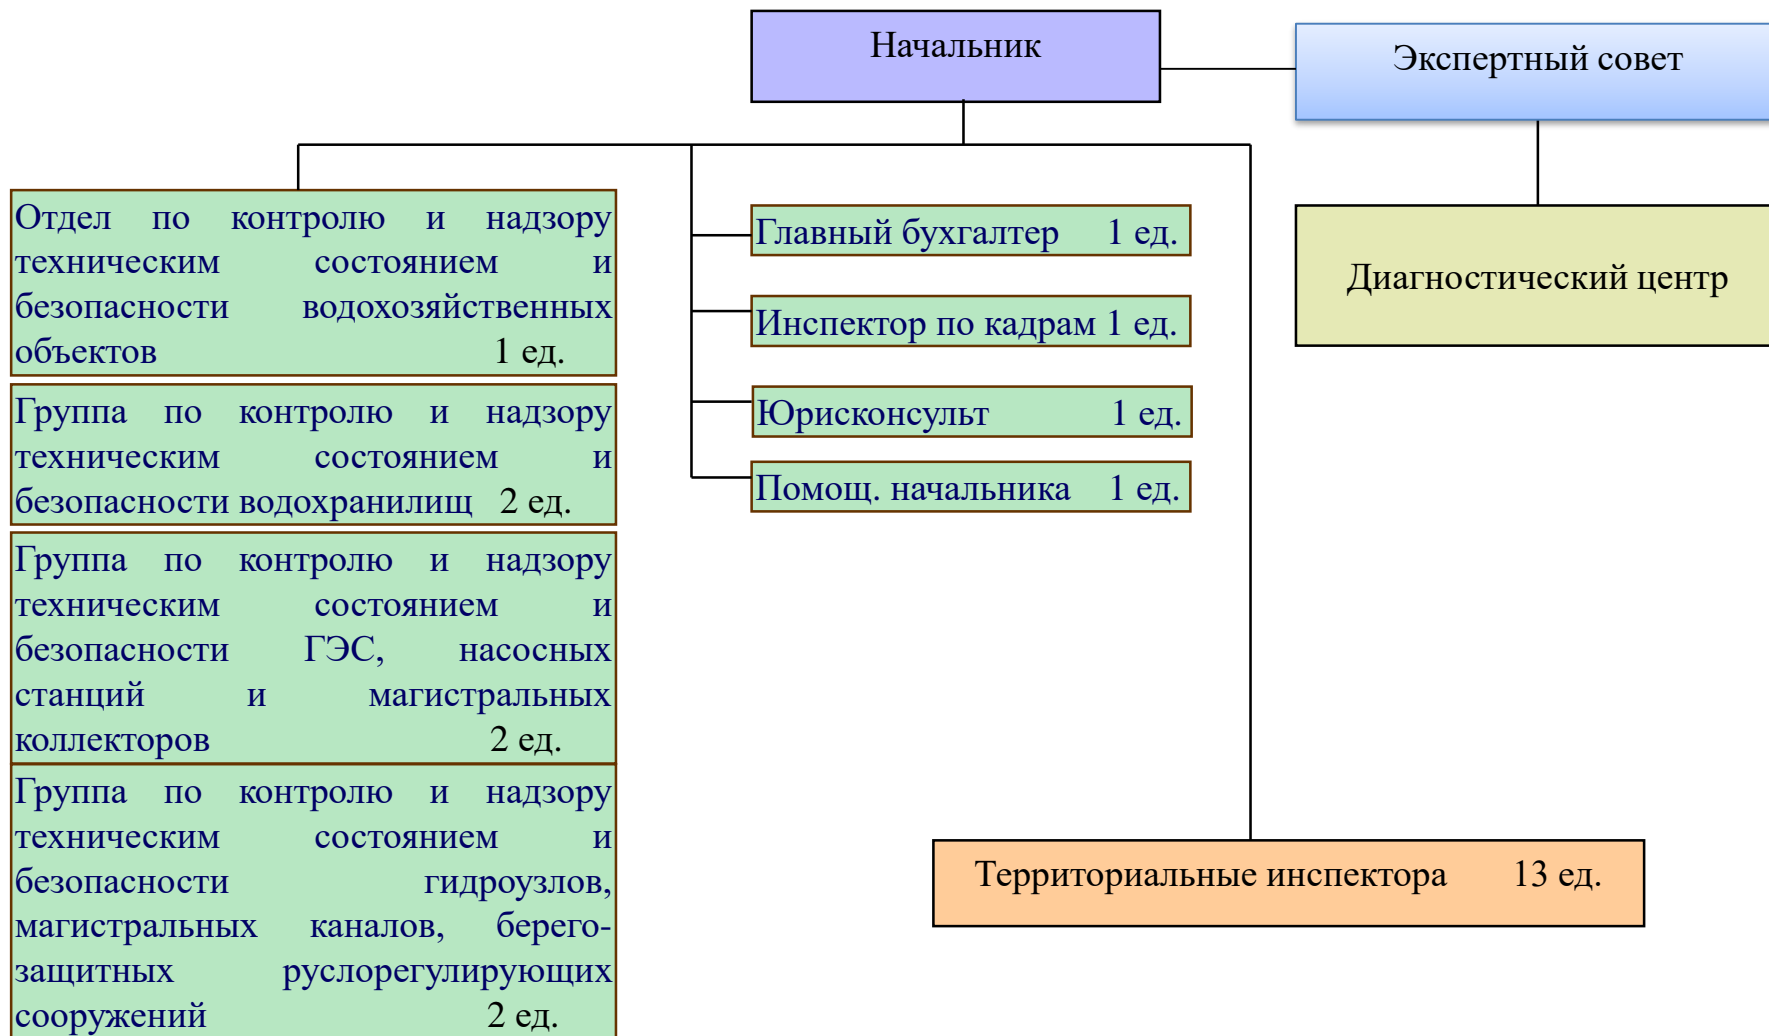 Начальник
Экспертный совет
Диагностический центр
Отдел по контролю и надзору
техническим состоянием и
безопасности водохозяйственных
объектов 1 ед.
Группа по контролю и надзору
техническим состоянием и
безопасности водохранилищ 2 ед.
Группа по контролю и надзору
техническим состоянием и
безопасности ГЭС, насосных
станций и магистральных
коллекторов 2 ед.
Группа по контролю и надзору
техническим состоянием и
безопасности гидроузлов,
магистральных каналов, берего-
защитных руслорегулирующих
сооружений 2 ед.
Главный бухгалтер 1 ед.
Инспектор по кадрам 1 ед.
Юрисконсульт 1 ед.
Помощ. начальника 1 ед.
Территориальные инспектора 13 ед.